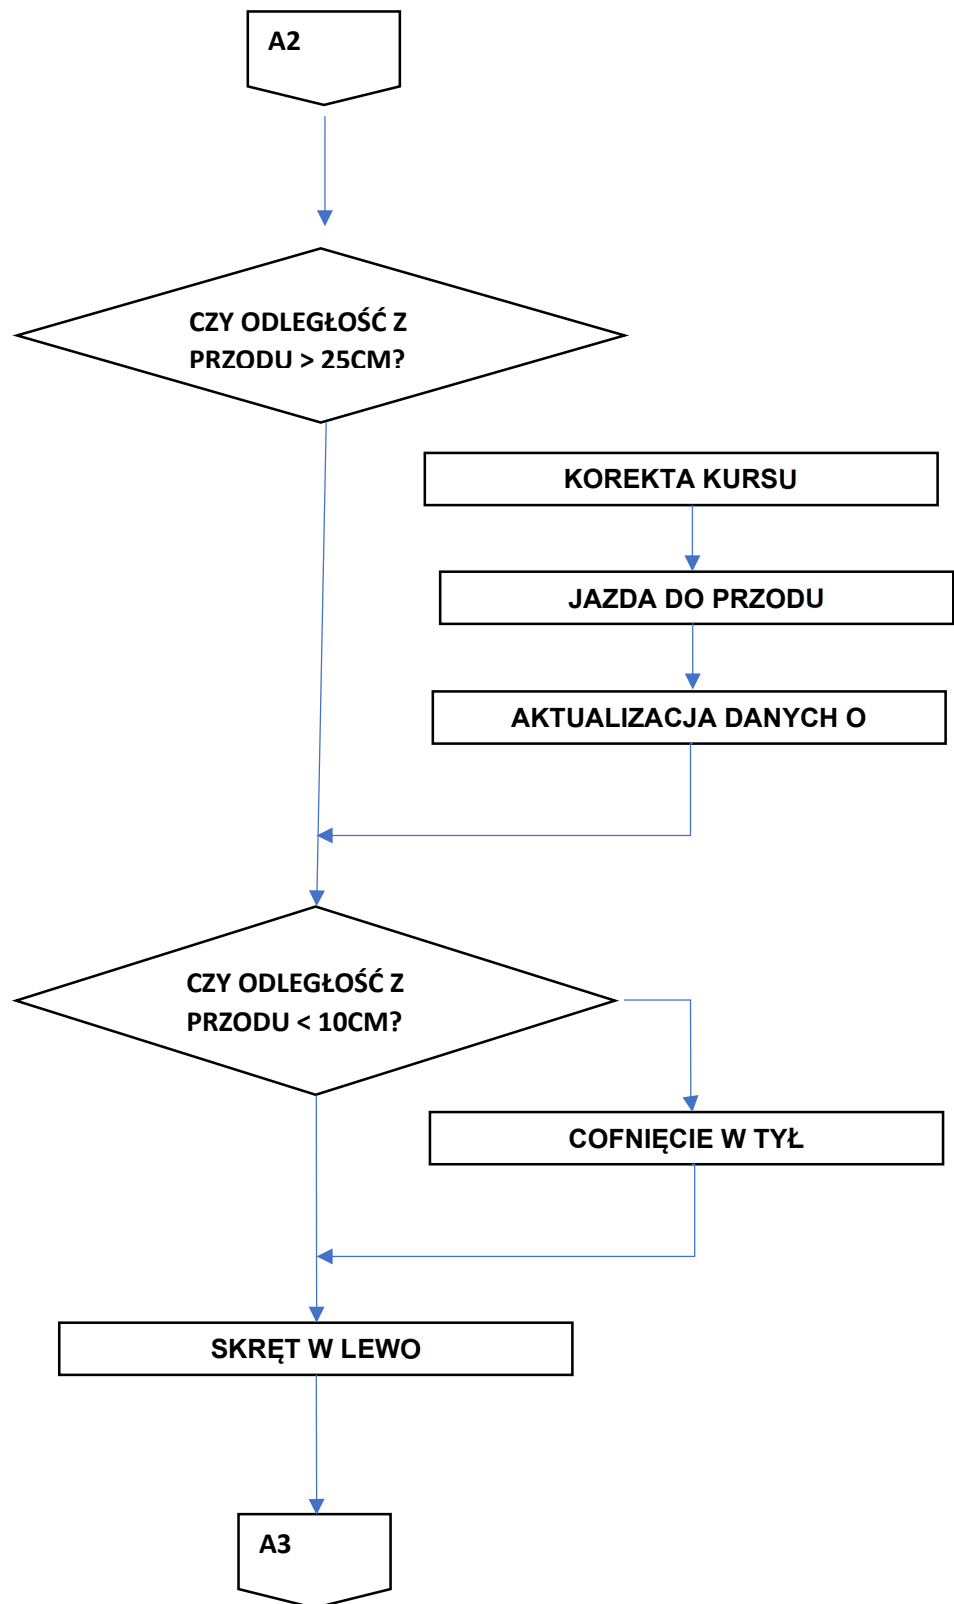 A2
CZY ODLEGŁOŚĆ Z
PRZODU > 25CM?
KOREKTA KURSU
JAZDA DO PRZODU
AKTUALIZACJA DANYCH O
CZY ODLEGŁOŚĆ Z
PRZODU < 10CM?
COFNIĘCIE W TYŁ
SKRĘT W LEWO
A3